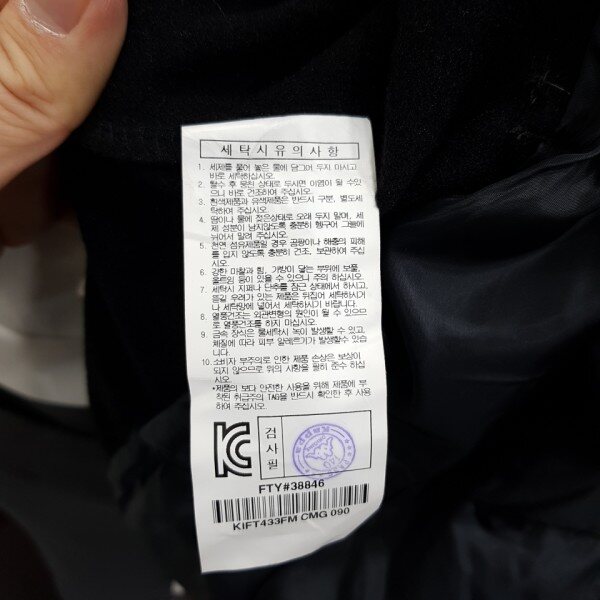 세탁시유의사항
1. 세제를 풀어 놓은 물에 담그어 두지 마시고
바로 세탁하십시오.
2. 탈수 후 뭉친 상태로 두시면 이염이 될 수있
으니 바로 건조하여 주십시오.
3. 흰색제품과 유색제품은 반드시 구분, 별도세
탁하여 주십시오.
4. 땀이나 물에 젖은상태로 오래 두지 말며, 세
제 성분이 남지않도록 충분히 헹구어 그늘에
뉘어서 말려 주십시오.
5. 천연 섬유제품일 경우 곰팡이나 해충의 피해
를 입지 않도록 충분히 건조, 보관하여 주십
시오.
6. 강한 마찰과 힘, 가방이 닿는 부위에 보풀,
올트임 등이 있을 수 있으니 주의 하십시오.
7. 세탁시 지퍼나 단추를 잠근 상태에서 하시고,
뜯길 우려가 있는 제품은 뒤집어 세탁하시거
나 세탁망에 넣어서 세탁하시기 바랍니다.
8. 열풍건조는 외관변형의 원인이 될 수 있으므
로 열풍건조를 하지 마십시오.
9. 금속 장식은 물세탁시 녹이 발생할 수 있고,
체질에 따라 피부 알레르기가 발생할수 있습
니다.
10. 소비자 부주의로 인한 제품 손상은 보상이
되지 않으므로 위의 사항을 필히 준수 하십
시오.
*제품의 보다 안전한 사용을 위해 제품에 부
착된 취급주의 TAG을 반드시 확인한 후 사용
하여 주십시오.
KC
검
사
필
FTY#38846
KIFT433FM CMG 090